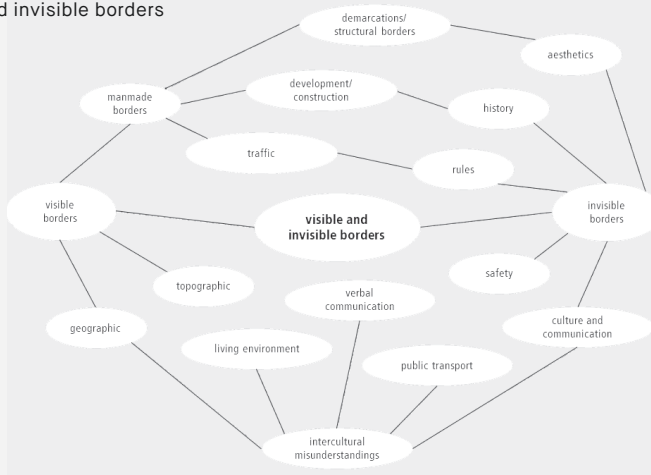 d invisible borders
demarcations/
structural borders
aesthetics
manmade
borders
development/
construction
history
traffic
rules
visible
borders
visible and
invisible borders
invisible
borders
topographic
safety
verbal
communication
geographic
culture and
communication
living environment
public transport
intercultural
misunderstandings